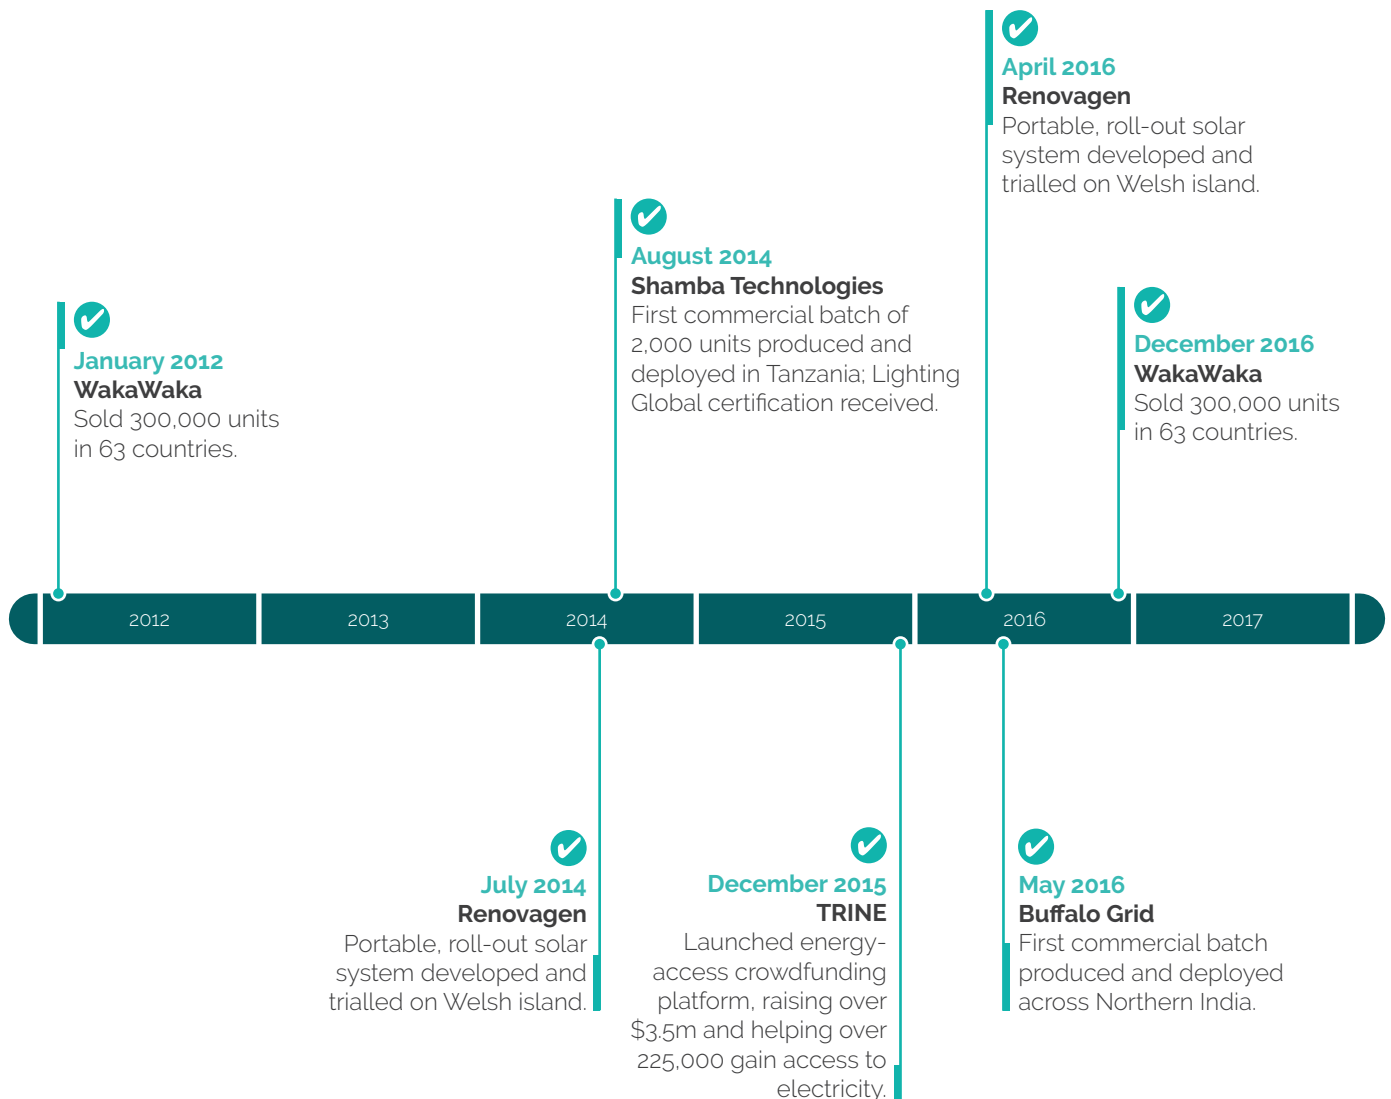 April 2016
Renovagen
Portable, roll-out solar
system developed and
trialled on Welsh island.
August 2014
Shamba Technologies
First commercial batch of
2,000 units produced and
deployed in Tanzania; Lighting
Global certification received.
January 2012
WakaWaka
Sold 300,000 units
in 63 countries.
December 2016
WakaWaka
Sold 300,000 units
in 63 countries.
2012
2013
2014
2015
2016
2017
July 2014
Renovagen
Portable, roll-out solar
system developed and
trialled on Welsh island.
December 2015
TRINE
Launched energy-
access crowdfunding
platform, raising over
$3.5m and helping over
225,000 gain access to
electricity.
May 2016
Buffalo Grid
First commercial batch
produced and deployed
across Northern India.